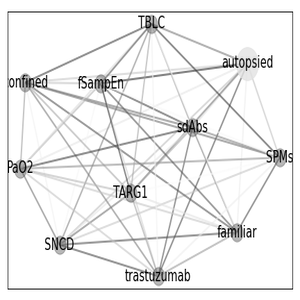 TBLC
autopsied
onfined
fSampEn
sdAbs
SPMs
PaO2
TARG1
familiar
SNCD
trastuzumab